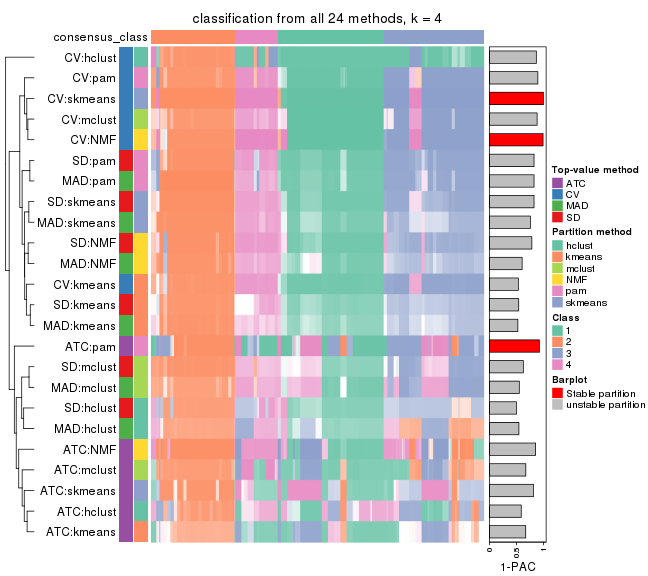 classification from all 24 methods, k = 4
consensus_class
CV:hclust
CV:pam
CV:skmeans
CV:mclust
CV:NMF
SD:pam
MAD:pam
SD:skmeans
MAD:skmeans
SD:NMF
MAD:NMF
CV:kmeans
SD:kmeans
MAD:kmeans
ATC:pam
SD:mclust
MAD:mclust
SD:hclust
MAD:hclust
ATC:NMF
ATC:mclust
ATC:skmeans
ATC:hclust
ATC:kmeans
0
0.5
1
1-PAC
Top-value method
ATC
CV
MAD
SD
Partition method
hclust
kmeans
mclust
NMF
pam
skmeans
Class
1
2
3
4
Barplot
Stable partition
unstable partition